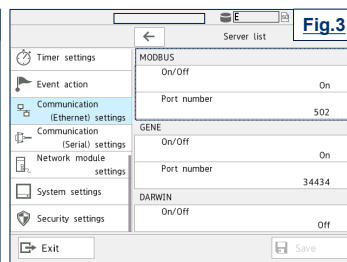 E
Fig.3
Server list
Timer settings
Event action
Communication
(Ethernet) settings
Communication
(Serial) settings
Network module
settings
System settings
Security settings
MODBUS
On/Off
On
Port number
502
GENE
On/Off
On
Port number
34434
DARWIN
On/Off
Off
Exit
Save